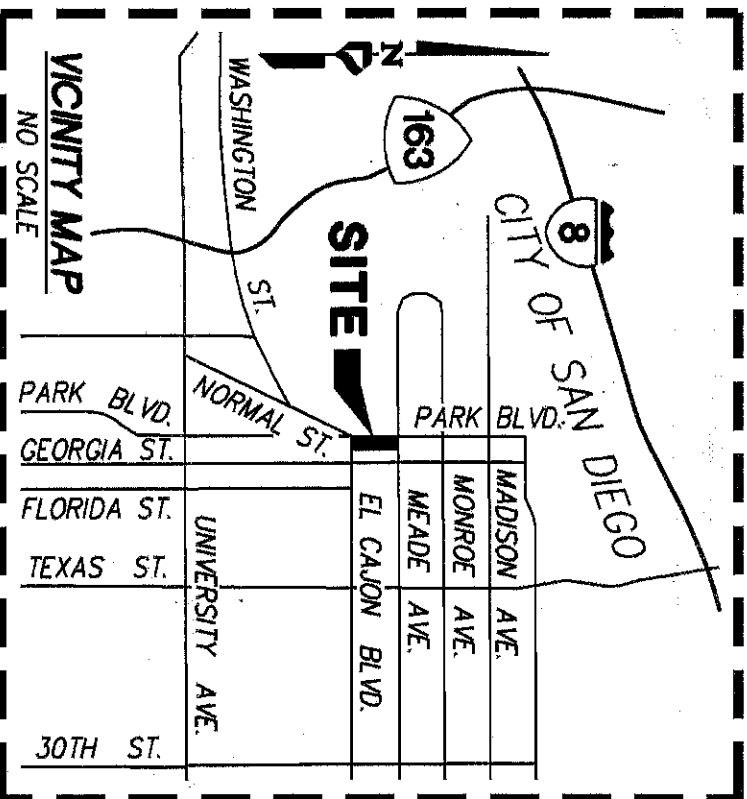 VICINITY MAP
NO SCALE
N
163
8
CITY OF SAN DIEGO
WASHINGTON ST.
SITE
NORMAL ST.
PARK BLVD.
PARK BLVD.
GEORGIA ST.
FLORIDA ST.
TEXAS ST.
30TH ST.
UNIVERSITY AVE.
EL CAJON BLVD.
MEADE AVE.
MONROE AVE.
MADISON AVE.